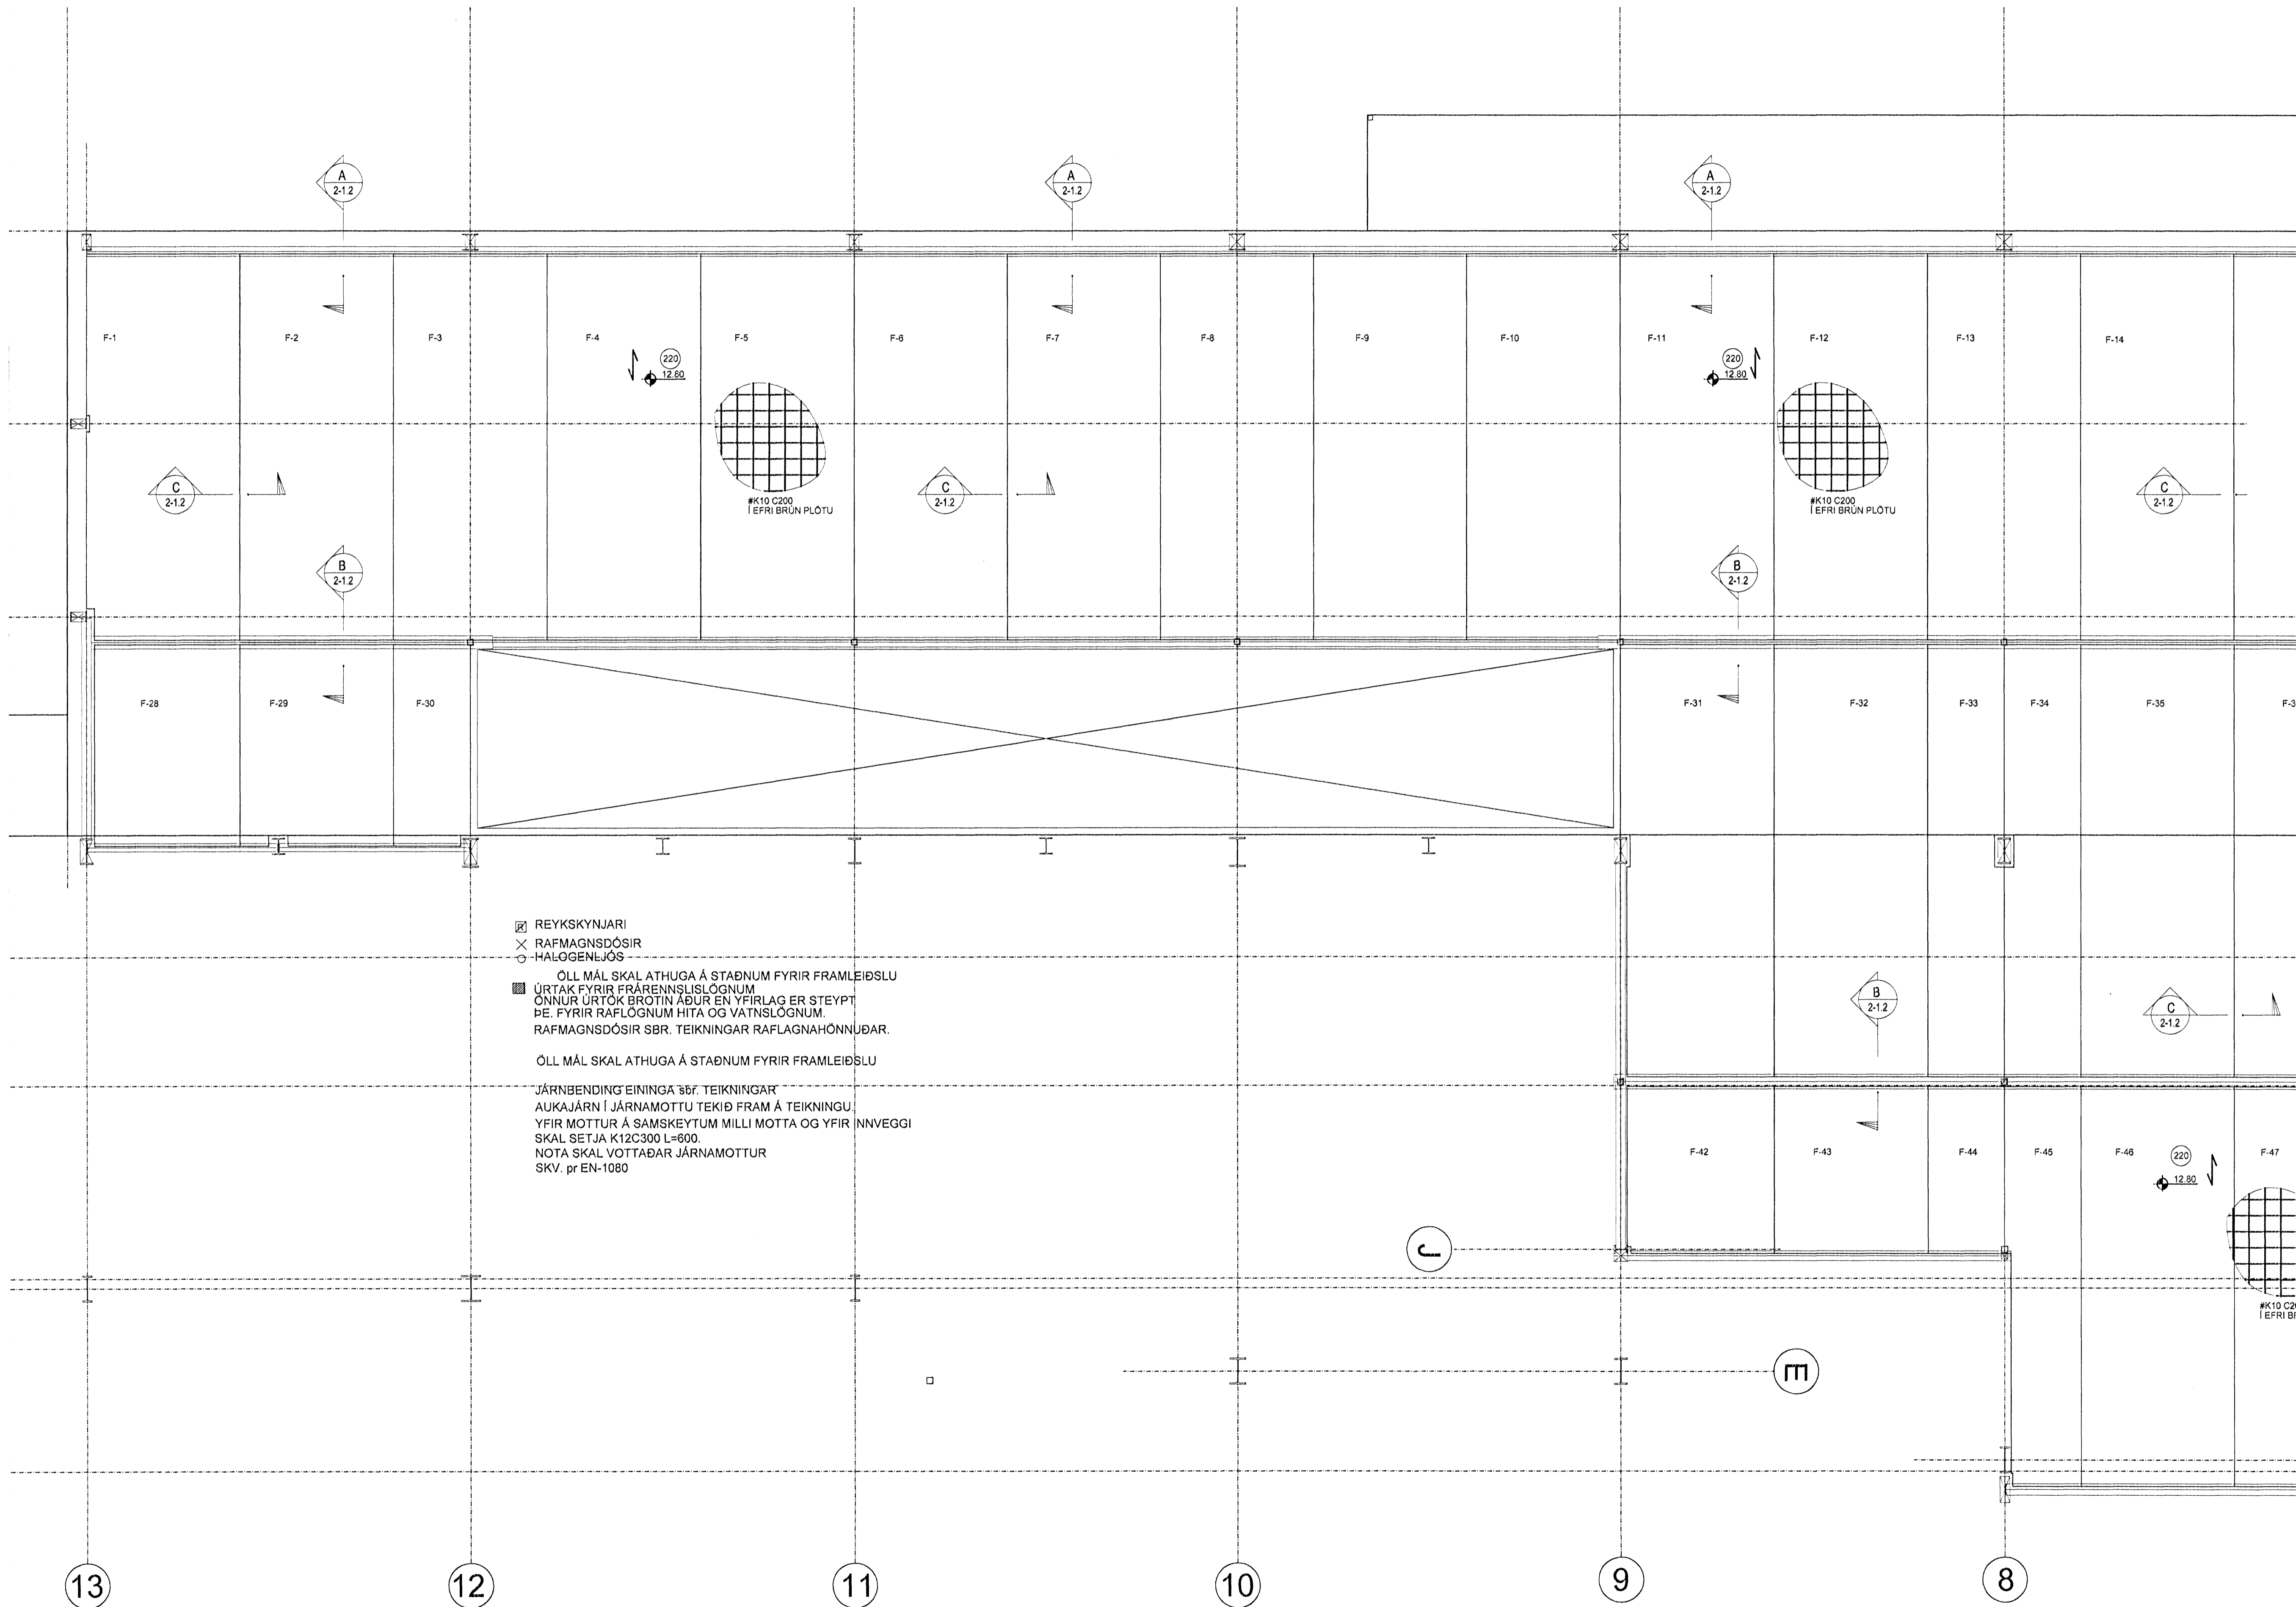 A
2-1.2
A
2-1.2
A
2-1.2
F-1
F-2
F-3
F-4
F-5
F-6
F-7
F-8
F-9
F-10
F-11
F-12
F-13
F-14
220
12.80
220
12.80
C
2-1.2
#K10 C200
Í EFRI BRÚN PLÖTU
C
2-1.2
#K10 C200
Í EFRI BRÚN PLÖTU
C
2-1.2
B
2-1.2
B
2-1.2
F-28
F-29
F-30
F-31
F-32
F-33
F-34
F-35
F-3
R REYKSKYNJARI
RAFMAGNSDÓSIR
HALOGENLJÓS
ÖLL MÁL SKAL ATHUGA Á STAÐNUM FYRIR FRAMLEIÐSLU
ÚRTAK FYRIR FRÁRENNSLISLÖGNUM
ÖNNUR ÚRTÖK BROTIN ÁÐUR EN YFIRLAG ER STEYPT
ÞE. FYRIR RAFLÖGNUM HITA OG VATNSLÖGNUM.
RAFMAGNSDÓSIR SBR. TEIKNINGAR RAFLAGNAHÖNNUÐAR.
ÖLL MÁL SKAL ATHUGA Á STAÐNUM FYRIR FRAMLEIÐSLU
JÁRNBENDING EININGA sbr. TEIKNINGAR
AUKAJÁRN Í JÁRNAMOTTU TEKIÐ FRAM Á TEIKNINGU.
YFIR MOTTUR Á SAMSKEYTUM MILLI MOTTA OG YFIR INNVEGGI
SKAL SETJA K12C300 L=600.
NOTA SKAL VOTTAÐAR JÁRNAMOTTUR
SKV. pr EN-1080
B
2-1.2
C
2-1.2
F-42
F-43
F-44
F-45
F-46
F-47
220
12.80
J
#K10 C20
Í EFRI BR
E
13
12
11
10
9
8